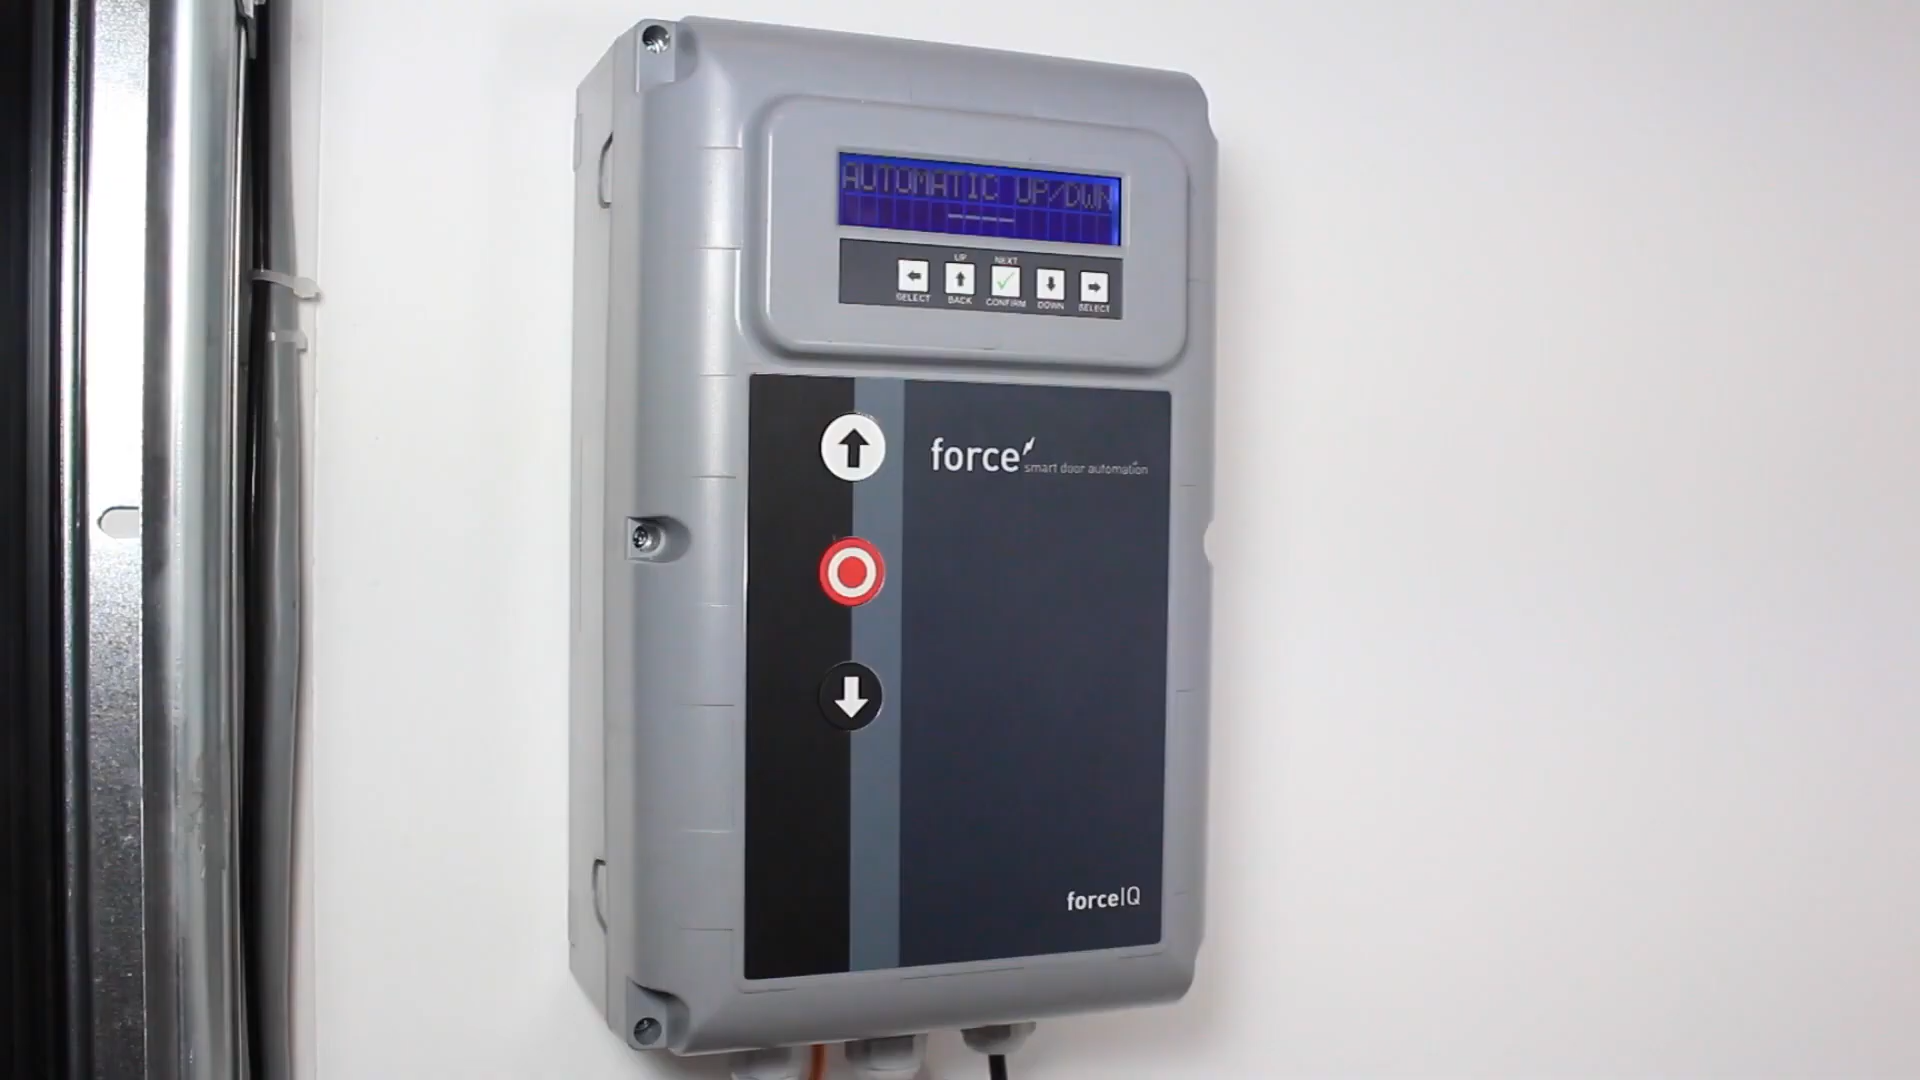 AUTOMATIC UP/DWN
----
UP NEXT
SELECT BACK CONFIRM DOWN SELECT
force smart door automation
forceIQ